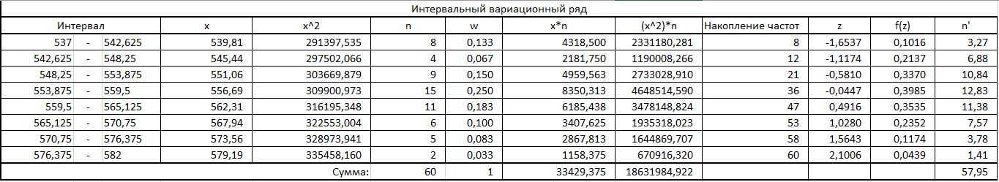 Интервальный вариационный ряд
Интервал x x^2 n w x*n (x^2)*n Накопление частот z f(z) n'
537 - 542,625 539,81 291397,535 8 0,133 4318,500 2331180,281 8 -1,6537 0,1016 3,27
542,625 - 548,25 545,44 297502,066 4 0,067 2181,750 1190008,266 12 -1,1174 0,2137 6,88
548,25 - 553,875 551,06 303669,879 9 0,150 4959,563 2733028,910 21 -0,5810 0,3370 10,84
553,875 - 559,5 556,69 309900,973 15 0,250 8350,313 4648514,590 36 -0,0447 0,3985 12,83
559,5 - 565,125 562,31 316195,348 11 0,183 6185,438 3478148,824 47 0,4916 0,3535 11,38
565,125 - 570,75 567,94 322553,004 6 0,100 3407,625 1935318,023 53 1,0280 0,2352 7,57
570,75 - 576,375 573,56 328973,941 5 0,083 2867,813 1644869,707 58 1,5643 0,1174 3,78
576,375 - 582 579,19 335458,160 2 0,033 1158,375 670916,320 60 2,1006 0,0439 1,41
Сумма: 60 1 33429,375 18631984,922 57,95